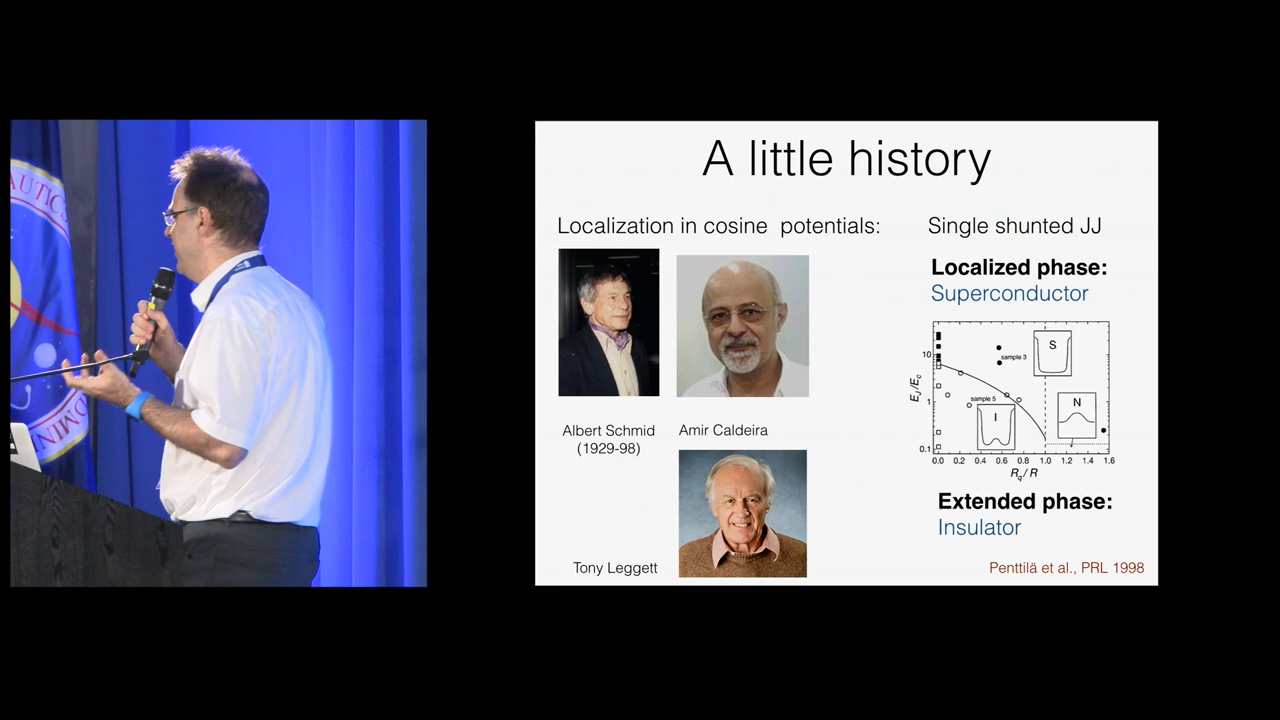 A little history
Localization in cosine potentials:
Albert Schmid
(1929-98)
Amir Caldeira
Tony Leggett
Single shunted JJ
Localized phase:
Superconductor
10
1
0.1
E_J/E_c
S
sample 3
sample 5
I
N
0.0 0.2 0.4 0.6 0.8 1.0 1.2 1.4 1.6
R_q/R
Extended phase:
Insulator
Penttilä et al., PRL 1998
AUTIC